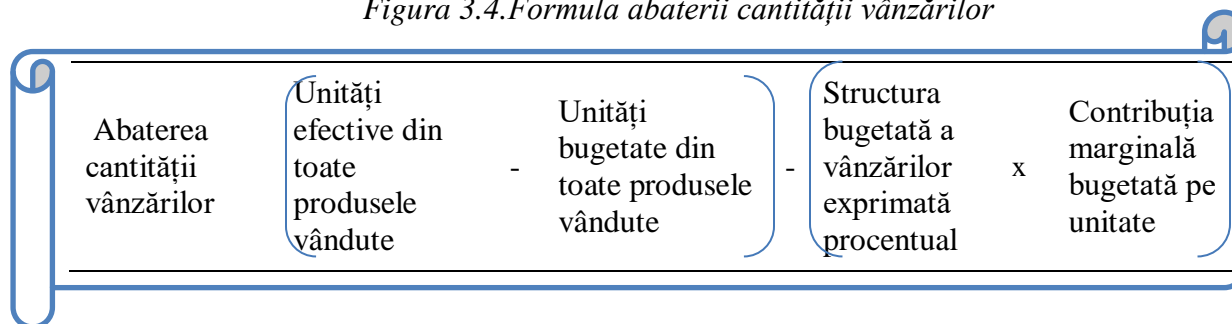 Figura 3.4.Formula abaterii cantității vânzărilor
Abaterea
cantității
vânzărilor
Unități
efective din
toate
produsele
vândute
-
Unități
bugetate din
toate produsele
vândute
-
Structura
bugetată a
vânzărilor
exprimată
procentual
x
Contribuția
marginală
bugetată pe
unitate